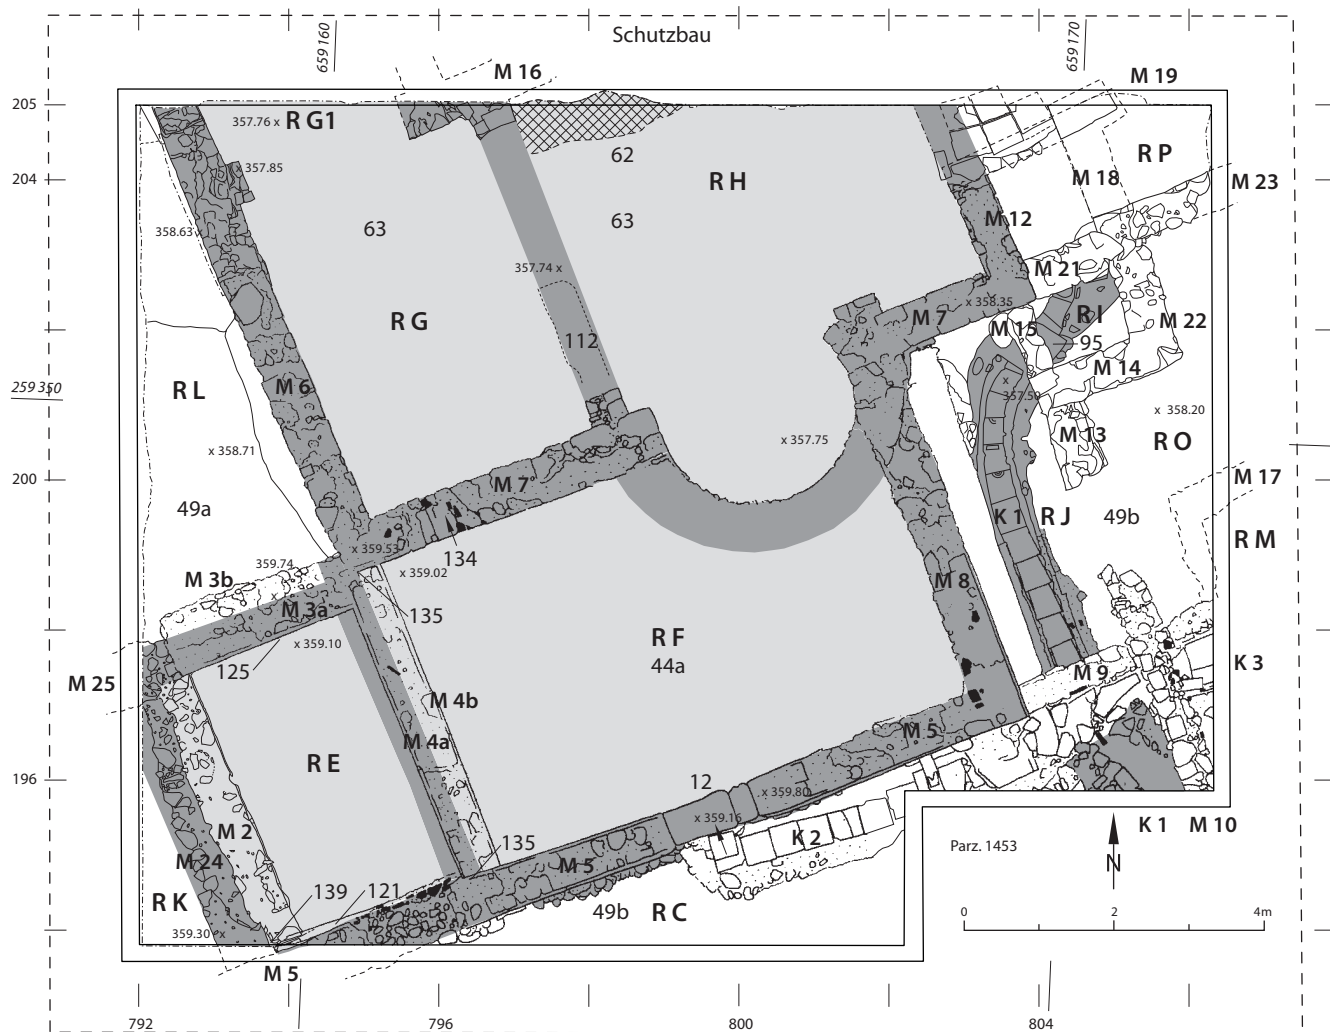 Schutzbau
659 160
659 170
M 16
M 19
205
357.76 x
R G1
62
R P
x 357.85
204
R H
M 18
M 23
358.63 x
63
63
M 12
357.74 x
M 21
x 358.35
R G
M 7
R I
M 15
M 22
112
95
M 14
259 350
R L
M 6
x
357.50
x 358.20
x 358.71
x 357.75
M 13
R O
200
M 7
M 17
49a
K 1
R J
49b
R M
134
x 359.53
359.74
x 359.02
M 3b
M 8
x
M 3a
135
R F
x 359.10
44a
K 3
125
M 9
M 25
M 4b
M 5
M 4a
R E
196
12
x 359.80
x 359.16
K 1
M 10
M 2
K 2
135
Parz. 1453
M 24
M 5
N
139
121
R K
49b
R C
0
2
4m
359.30 x
M 5
792
796
800
804